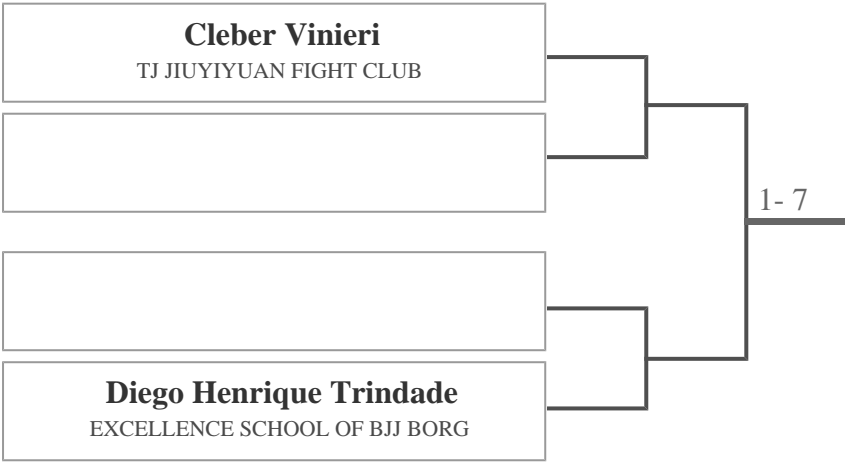 Cleber Vinieri
TJ JIUYIYUAN FIGHT CLUB
1- 7
Diego Henrique Trindade
EXCELLENCE SCHOOL OF BJJ BORG